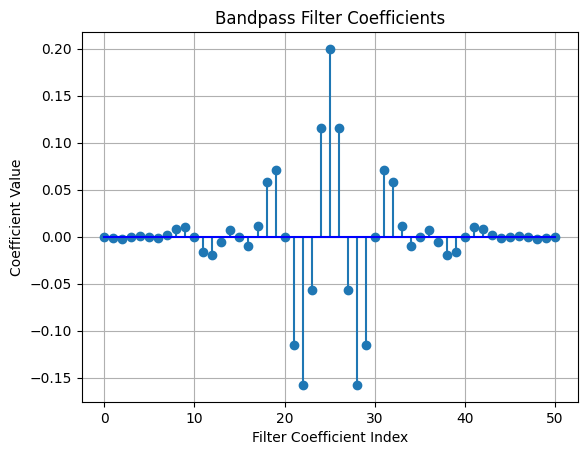 Bandpass Filter Coefficients
0.20
0.15
0.10
0.05
0.00
−0.05
−0.10
−0.15
Coefficient Value
0 10 20 30 40 50
Filter Coefficient Index